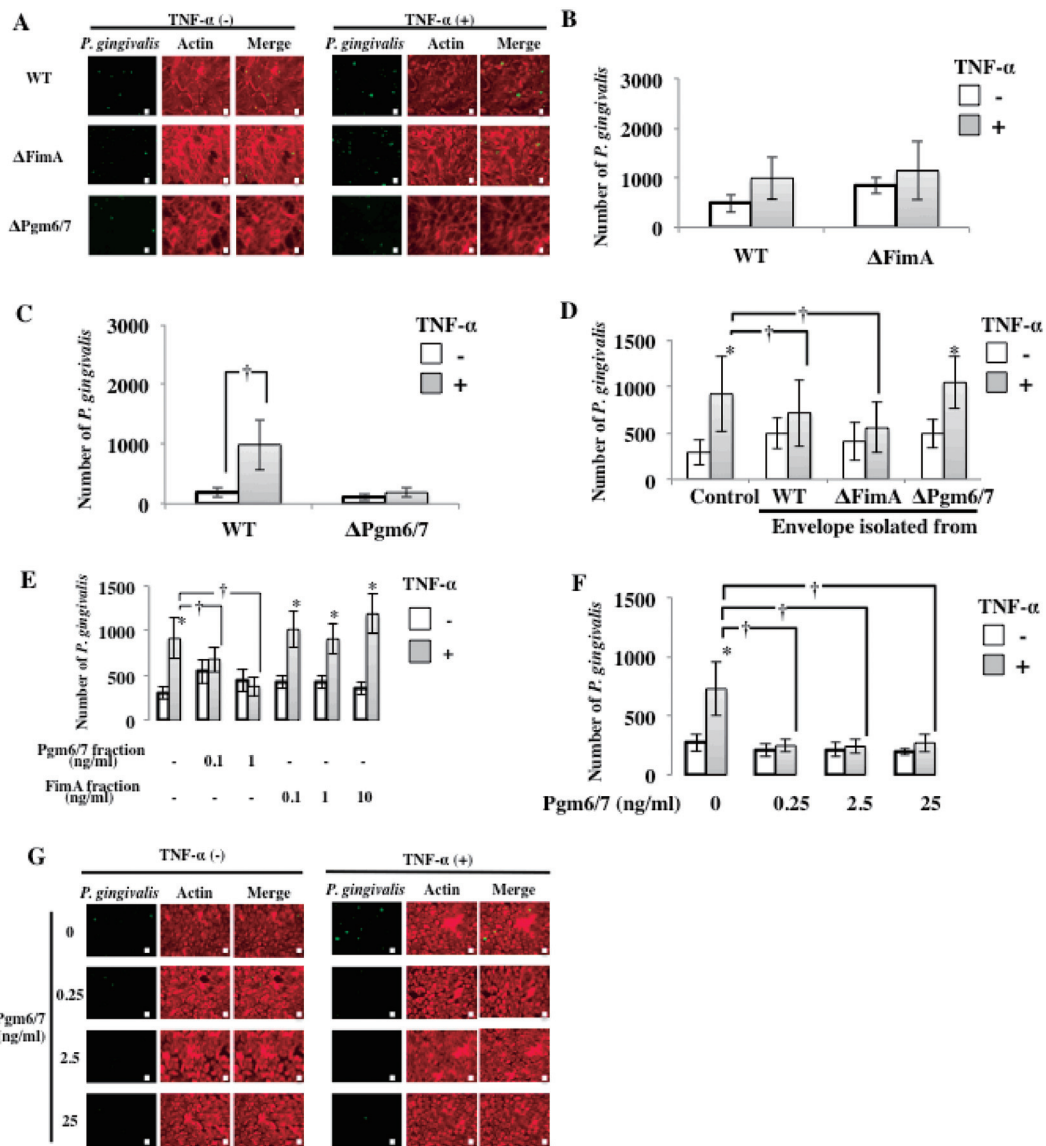 A
TNF-α (-)
TNF-α (+)
P. gingivalis Actin Merge
P. gingivalis Actin Merge
WT
ΔFimA
ΔPgm6/7
B
TNF-α
-
+
Number of P. gingivalis
3000
2000
1000
0
WT ΔFimA
C
TNF-α
-
+
Number of P. gingivalis
3000
2000
1000
0
†
WT ΔPgm6/7
D
TNF-α
-
+
Number of P. gingivalis
1500
1000
500
0
†
* † *
Control WT ΔFimA ΔPgm6/7
Envelope isolated from
E
TNF-α
-
+
Number of P. gingivalis
1500
1000
500
0
†
* † * * *
Pgm6/7 fraction
(ng/ml) - 0.1 1 - - -
FimA fraction
(ng/ml) - - - 0.1 1 10
F
TNF-α
-
+
Number of P. gingivalis
1500
1000
500
0
†
†
* †
Pgm6/7 (ng/ml) 0 0.25 2.5 25
G
TNF-α (-)
TNF-α (+)
P. gingivalis Actin Merge
P. gingivalis Actin Merge
0
0.25
Pgm6/7
(ng/ml)
2.5
25